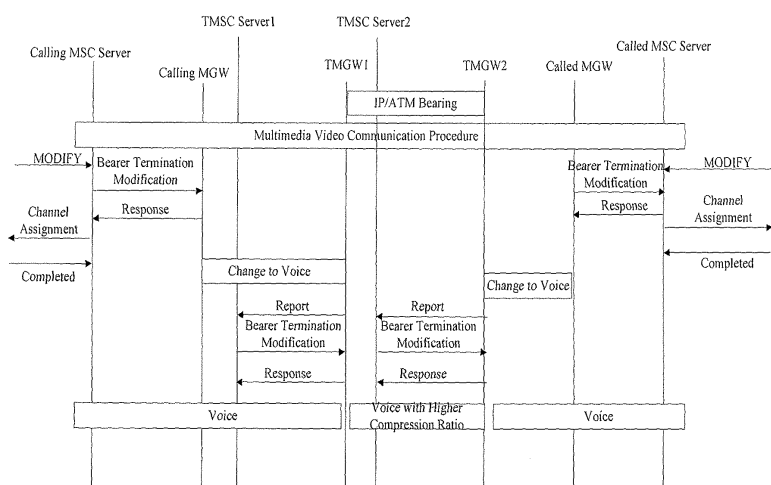 TMSC Server1
TMSC Server2
Calling MSC Server
Called MSC Server
Calling MGW
TMGW1
TMGW2
Called MGW
IP/ATM Bearing
Multimedia Video Communication Procedure
MODIFY
Bearer Termination
Modification
Bearer Termination
Modification
MODIFY
Response
Response
Channel
Assignment
Channel
Assignment
Completed
Completed
Change to Voice
Change to Voice
Report
Report
Bearer Termination
Modification
Bearer Termination
Modification
Response
Response
Voice
Voice with Higher
Compression Ratio
Voice